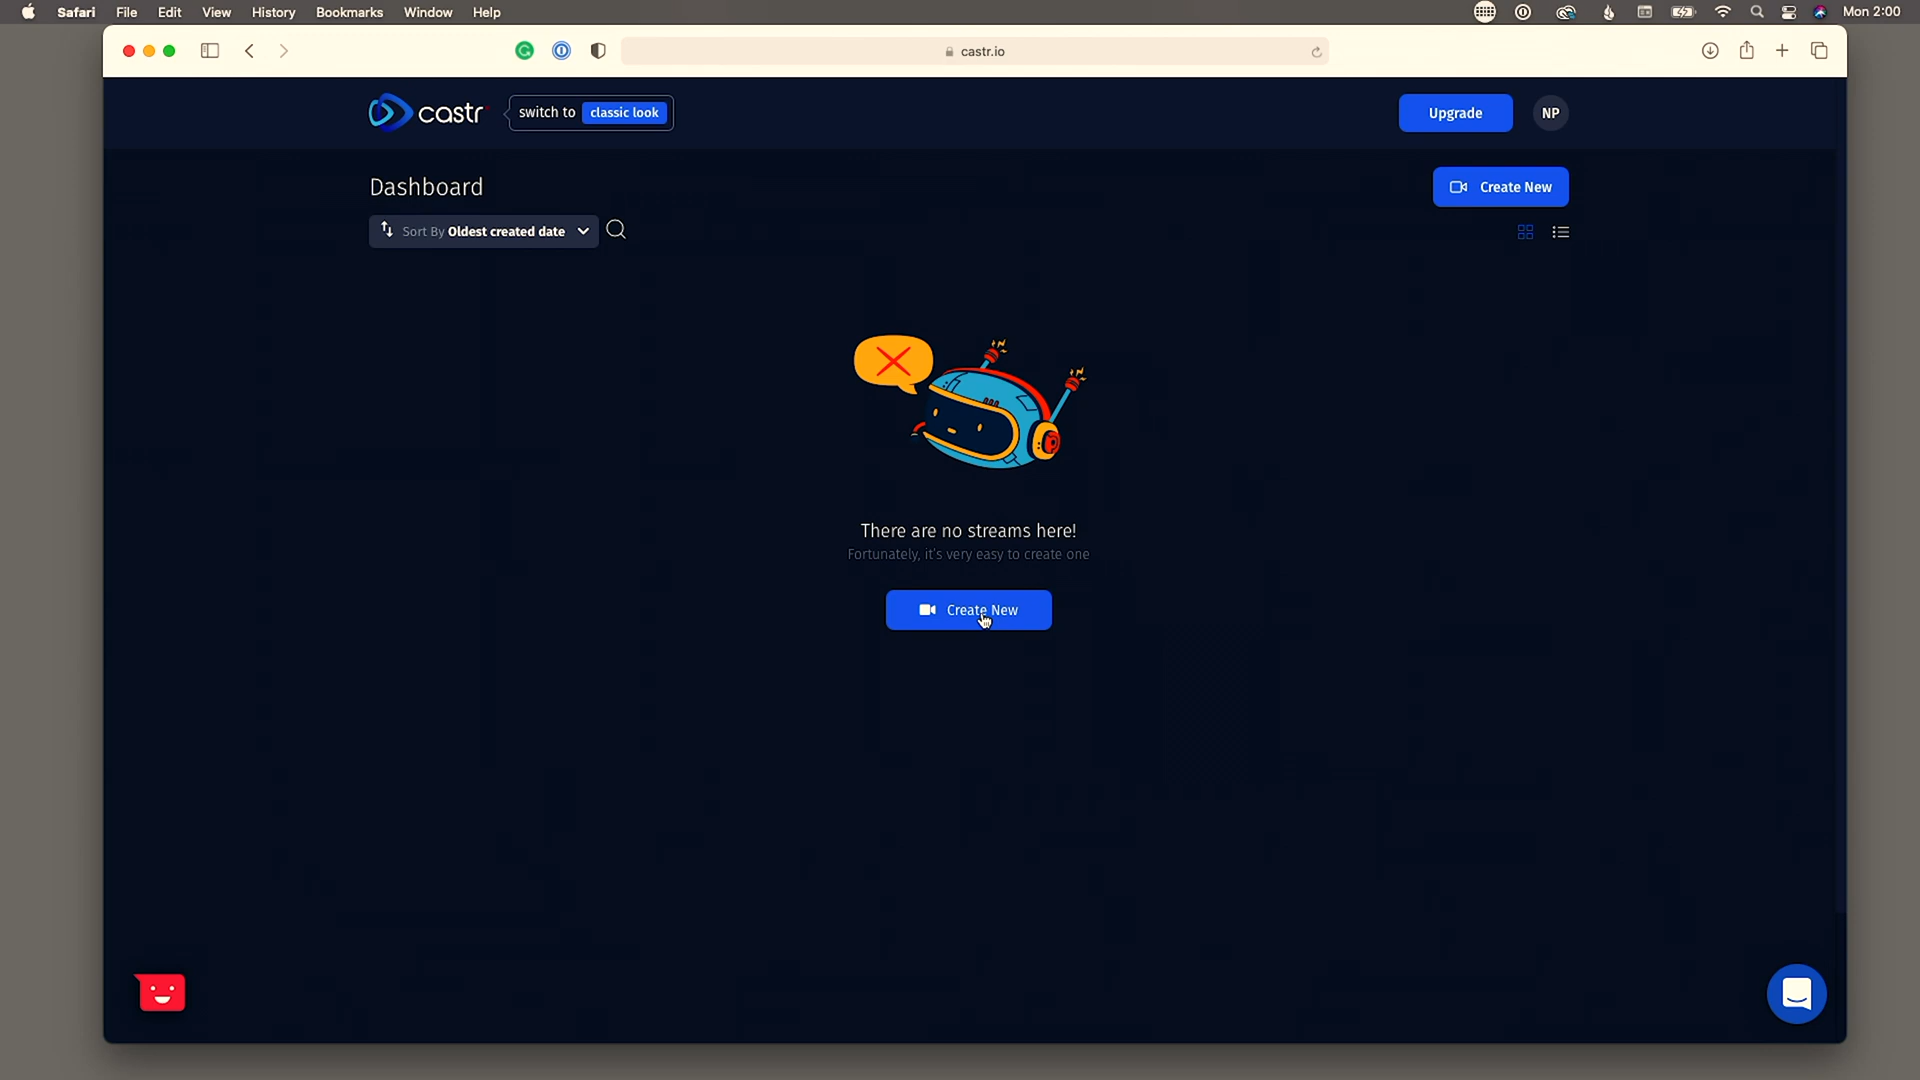 Safari File Edit View History Bookmarks Window Help Mon 2:00
castr.io
castr switch to classic look Upgrade NP
Dashboard Create New
Sort By Oldest created date
There are no streams here!
Fortunately, it's very easy to create one
Create New